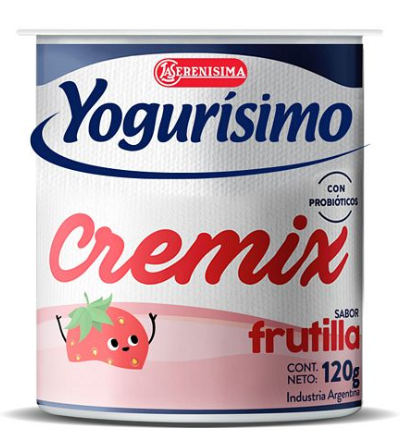 LA SERENISIMA
Yogurísimo
CON
PROBIÓTICOS
Cremix
SABOR
frutilla
CONT.
NETO: 120g
Industria Argentina